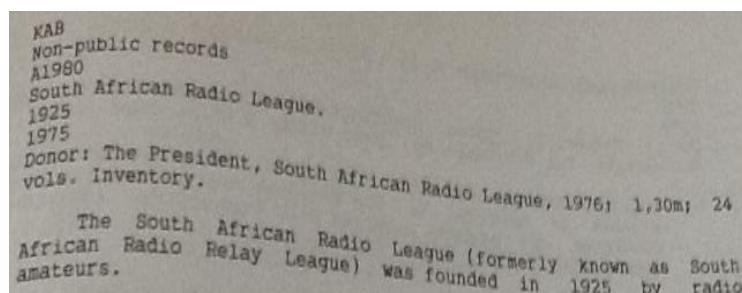 KAB
Non-public records
A1980
South African Radio League.
1925
1975
Donor: The President, South African Radio League, 1976; 1,30m; 24
vols. Inventory.
The South African Radio League (formerly known as South
African Radio Relay League) was founded in 1925 by radio
amateurs.